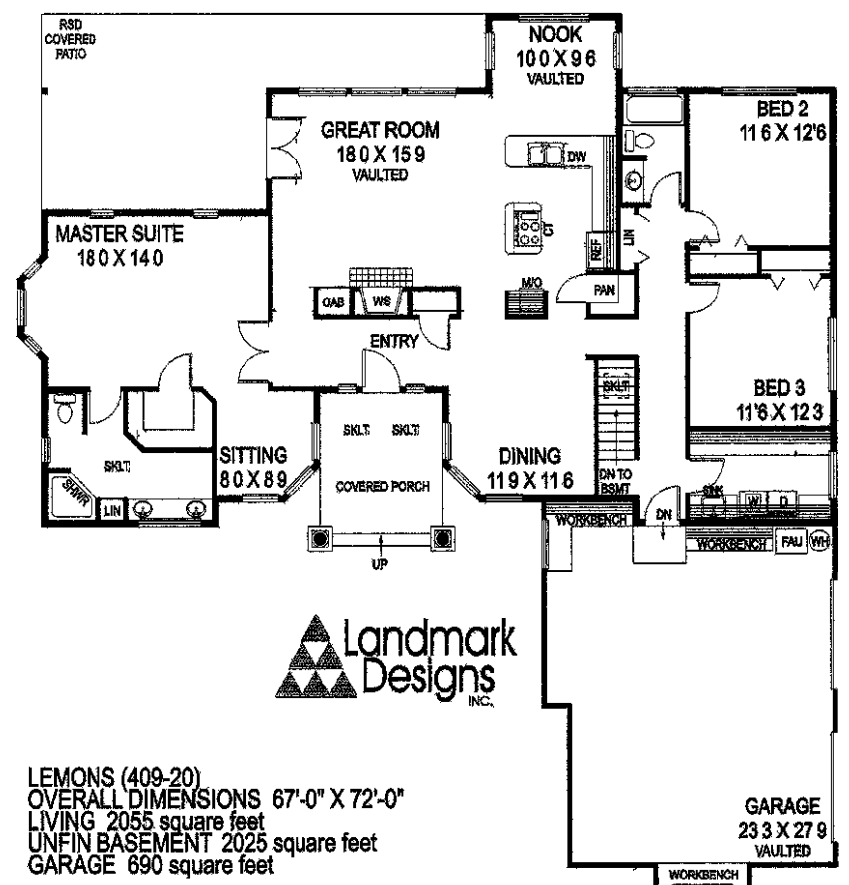 RSD
COVERED
PATIO
NOOK
10 0 X 9 6
VAULTED
GREAT ROOM
18 0 X 15 9
VAULTED
DW
BED 2
11 6 X 12'6
MASTER SUITE
18 0 X 14 0
CT
REF
LIN
M/O
PAN
OAB
WS
ENTRY
SKLT
BED 3
11'6 X 12 3
SKLT
SKLT
SITTING
8 0 X 8 9
DINING
11 9 X 11 6
SKLT
COVERED PORCH
DN TO
BSMT
SHWR
LIN
SINK
W
D
WORKBENCH
DN
WORKBENCH
FAU
WH
UP
Landmark
Designs
INC.
LEMONS (409-20)
OVERALL DIMENSIONS 67'-0" X 72'-0"
LIVING 2055 square feet
UNFIN BASEMENT 2025 square feet
GARAGE 690 square feet
GARAGE
23 3 X 27 9
VAULTED
WORKBENCH